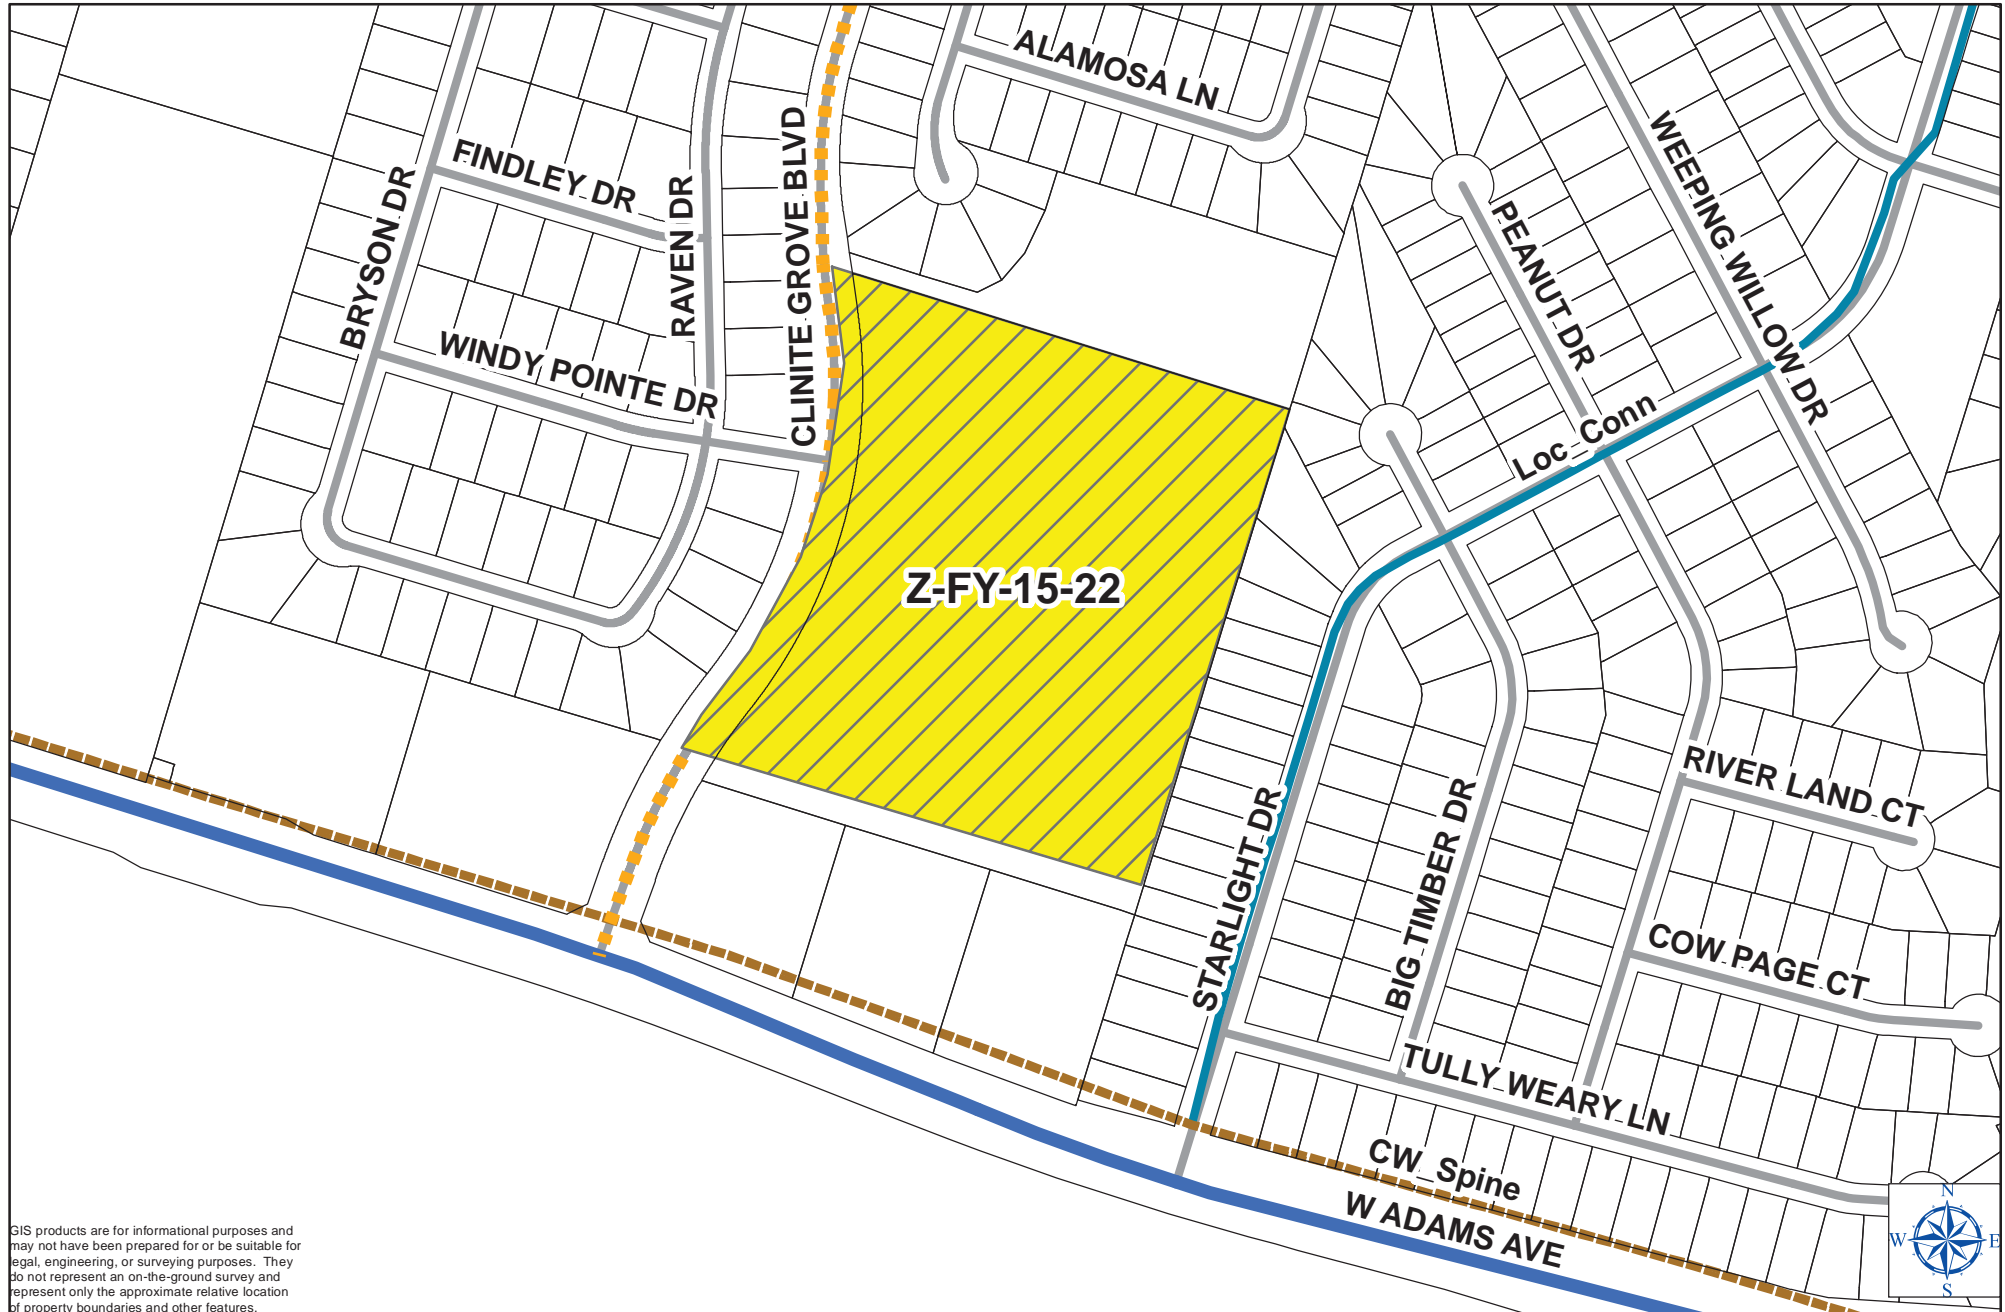 ALAMOSA LN
FINDLEY DR
BRYSON DR
RAVEN DR
CLINITE GROVE BLVD
WEEPING WILLOW DR
PEANUT DR
WINDY POINTE DR
Loc_Conn
Z-FY-15-22
RIVER LAND CT
STARLIGHT DR
BIG TIMBER DR
COW PAGE CT
TULLY WEARY LN
CW_Spine
W ADAMS AVE
N
W E
S
GIS products are for informational purposes and
may not have been prepared for or be suitable for
legal, engineering, or surveying purposes.  They
do not represent an on-the-ground survey and
represent only the approximate relative location
of property boundaries and other features.